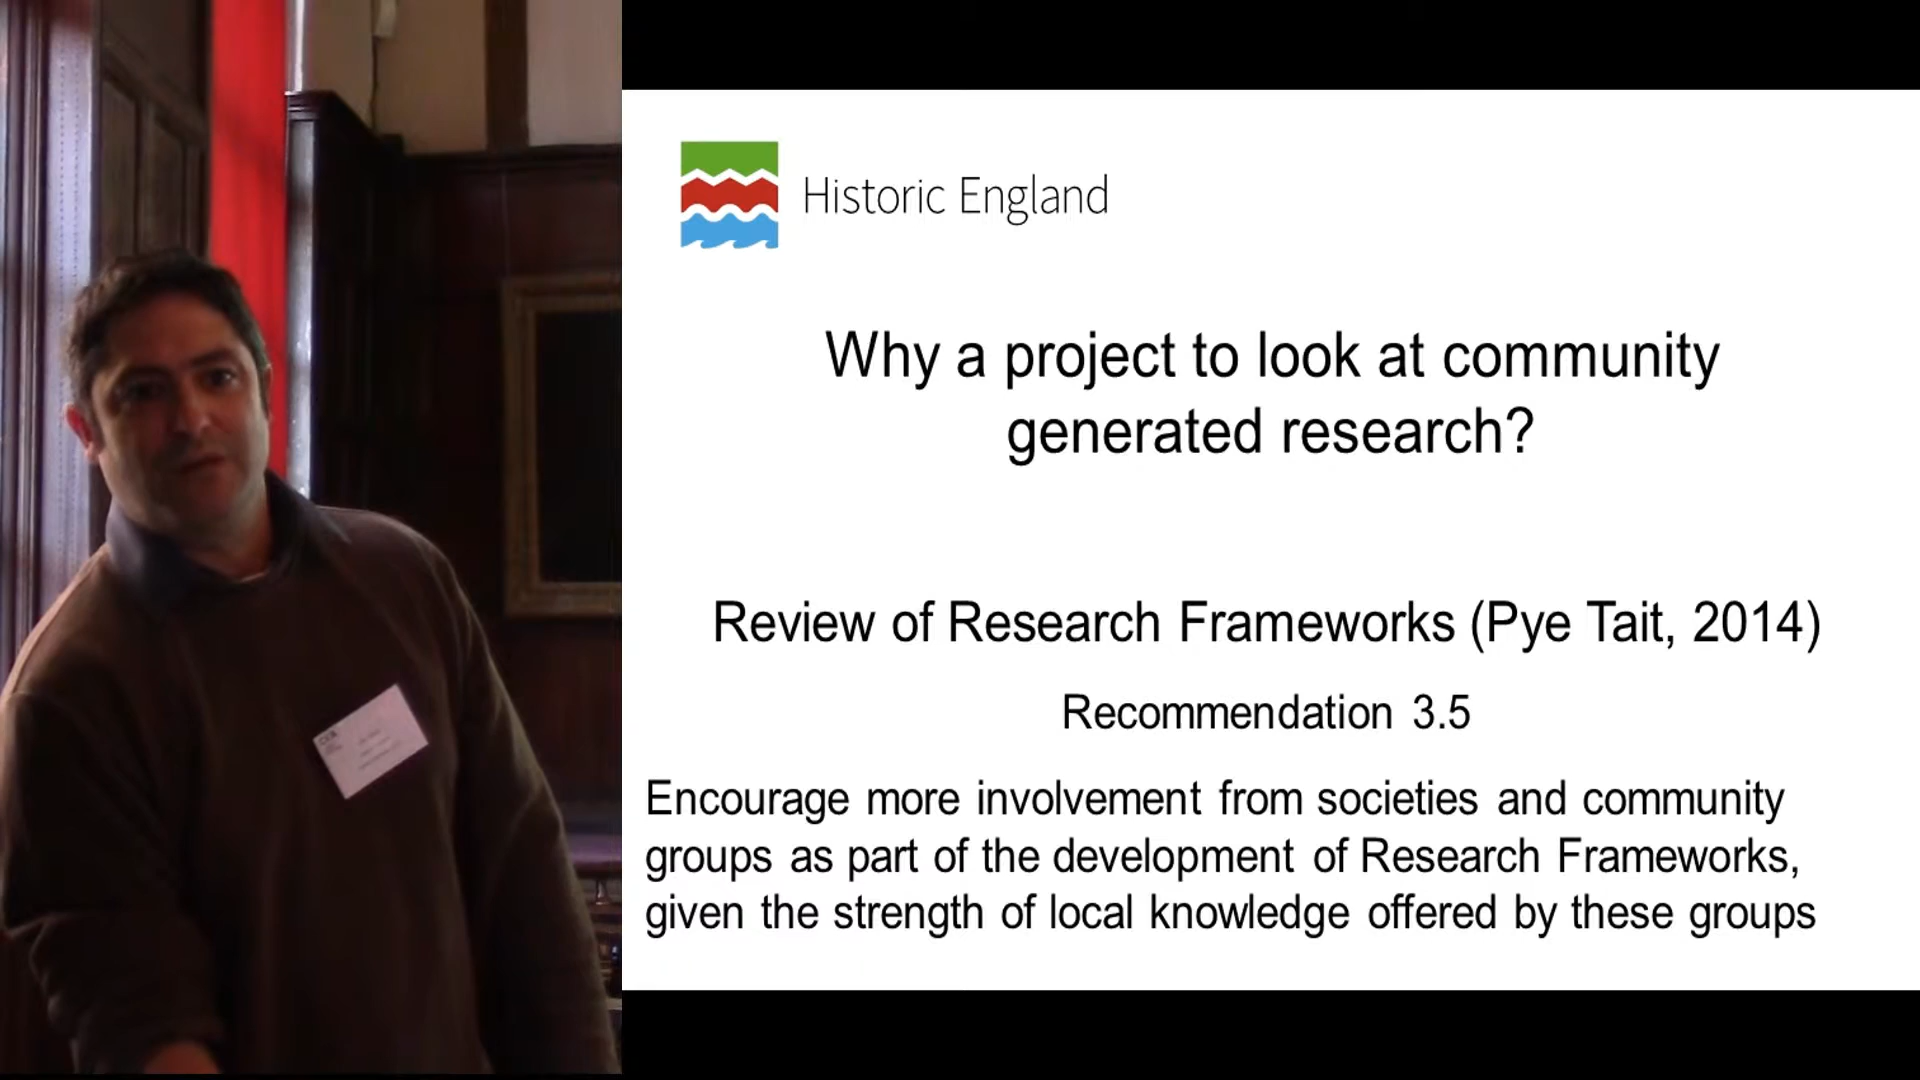 Historic England
Why a project to look at community
generated research?
Review of Research Frameworks (Pye Tait, 2014)
Recommendation 3.5
Encourage more involvement from societies and community
groups as part of the development of Research Frameworks,
given the strength of local knowledge offered by these groups